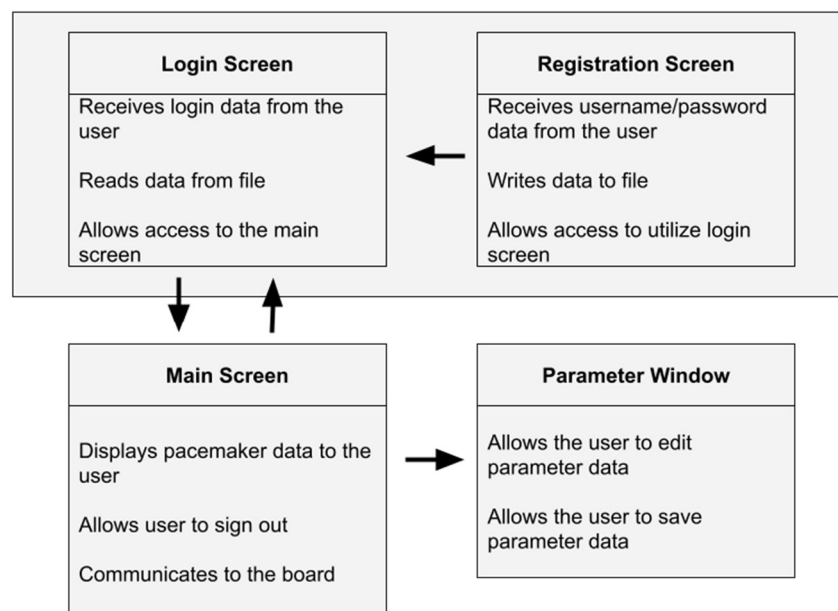 Login Screen
Receives login data from the
user
Reads data from file
Allows access to the main
screen
Registration Screen
Receives username/password
data from the user
Writes data to file
Allows access to utilize login
screen
Main Screen
Displays pacemaker data to the
user
Allows user to sign out
Communicates to the board
Parameter Window
Allows the user to edit
parameter data
Allows the user to save
parameter data